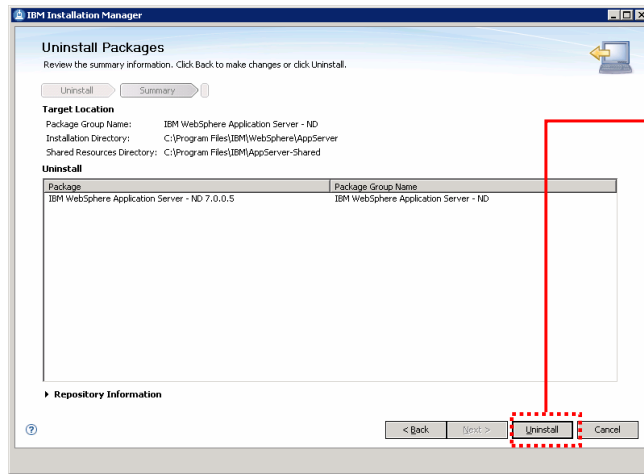 IBM Installation Manager
Uninstall Packages
Review the summary information. Click Back to make changes or click Uninstall.
Uninstall Summary
Target Location
Package Group Name: IBM WebSphere Application Server - ND
Installation Directory: C:\Program Files\IBM\WebSphere\AppServer
Shared Resources Directory: C:\Program Files\IBM\AppServer-Shared
Uninstall
Package Package Group Name
IBM WebSphere Application Server - ND 7.0.0.5 IBM WebSphere Application Server - ND
Repository Information
? < Back Next > Uninstall Cancel